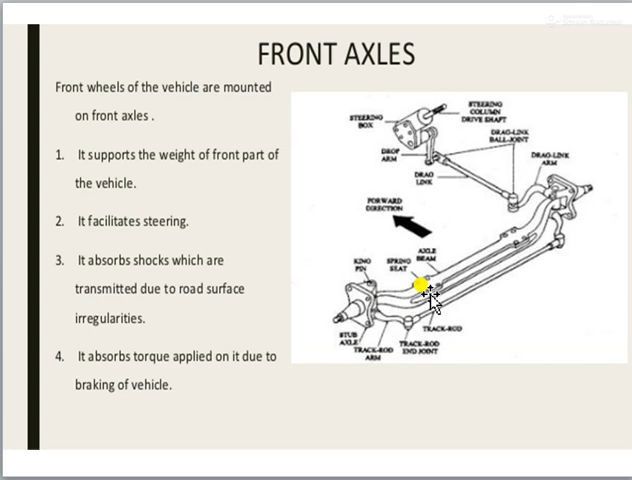 FRONT AXLES
Front wheels of the vehicle are mounted
on front axles .
1. It supports the weight of front part of
the vehicle.
2. It facilitates steering.
3. It absorbs shocks which are
transmitted due to road surface
irregularities.
4. It absorbs torque applied on it due to
braking of vehicle.
STEERING
COLUMN
DRIVE SHAFT
STEERING
BOX
DRAG-LINK
BALL-JOINT
DROP
ARM
DRAG-LINK
ARM
DRAG
LINK
FORWARD
DIRECTION
AXLE
BEAM
KING
PIN
SPRING
SEAT
STUB
AXLE
TRACK-ROD
TRACK-ROD
ARM
TRACK-ROD
END JOINT